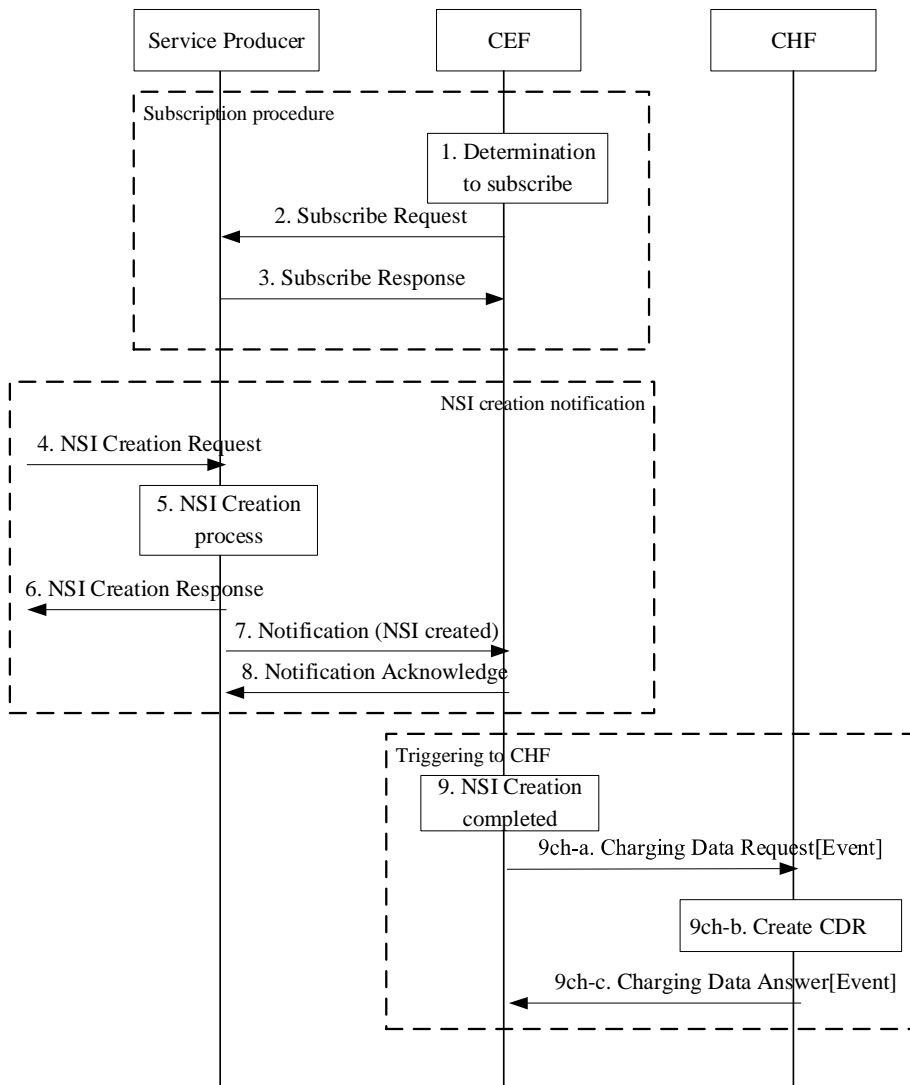 Service Producer
CEF
CHF
Subscription procedure
1. Determination
to subscribe
2. Subscribe Request
3. Subscribe Response
NSI creation notification
4. NSI Creation Request
5. NSI Creation
process
6. NSI Creation Response
7. Notification (NSI created)
8. Notification Acknowledge
Triggering to CHF
9. NSI Creation
completed
9ch-a. Charging Data Request[Event]
9ch-b. Create CDR
9ch-c. Charging Data Answer[Event]